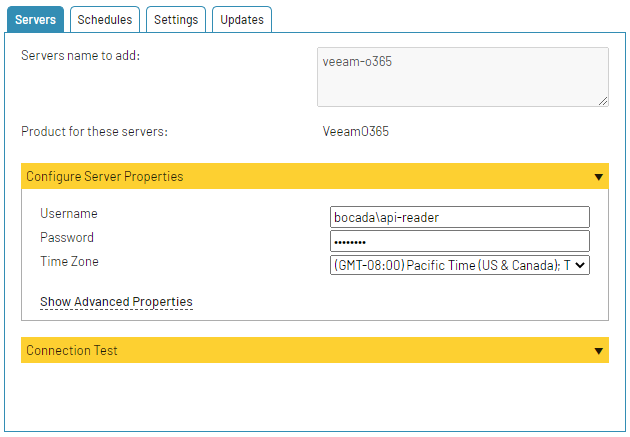 Servers Schedules Settings Updates
Servers name to add: veeam-o365
Product for these servers: VeeamO365
Configure Server Properties
Username bocada\api-reader
Password ••••••••
Time Zone (GMT-08:00) Pacific Time (US & Canada); T
Show Advanced Properties
Connection Test